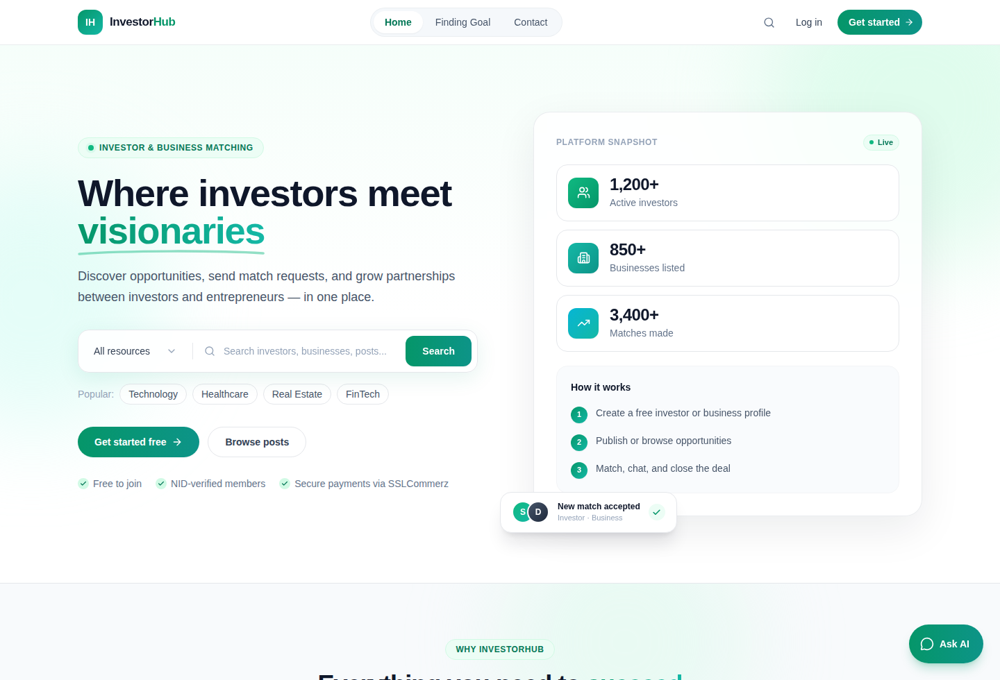 IH InvestorHub
Home Finding Goal Contact
Log in Get started
INVESTOR & BUSINESS MATCHING
Where investors meet
visionaries
Discover opportunities, send match requests, and grow partnerships
between investors and entrepreneurs — in one place.
All resources Search investors, businesses, posts... Search
Popular: Technology Healthcare Real Estate FinTech
Get started free Browse posts
Free to join NID-verified members Secure payments via SSLCommerz
PLATFORM SNAPSHOT Live
1,200+
Active investors
850+
Businesses listed
3,400+
Matches made
How it works
1 Create a free investor or business profile
2 Publish or browse opportunities
3 Match, chat, and close the deal
S D New match accepted
Investor · Business
WHY INVESTORHUB
Everything you need to succeed
Ask AI